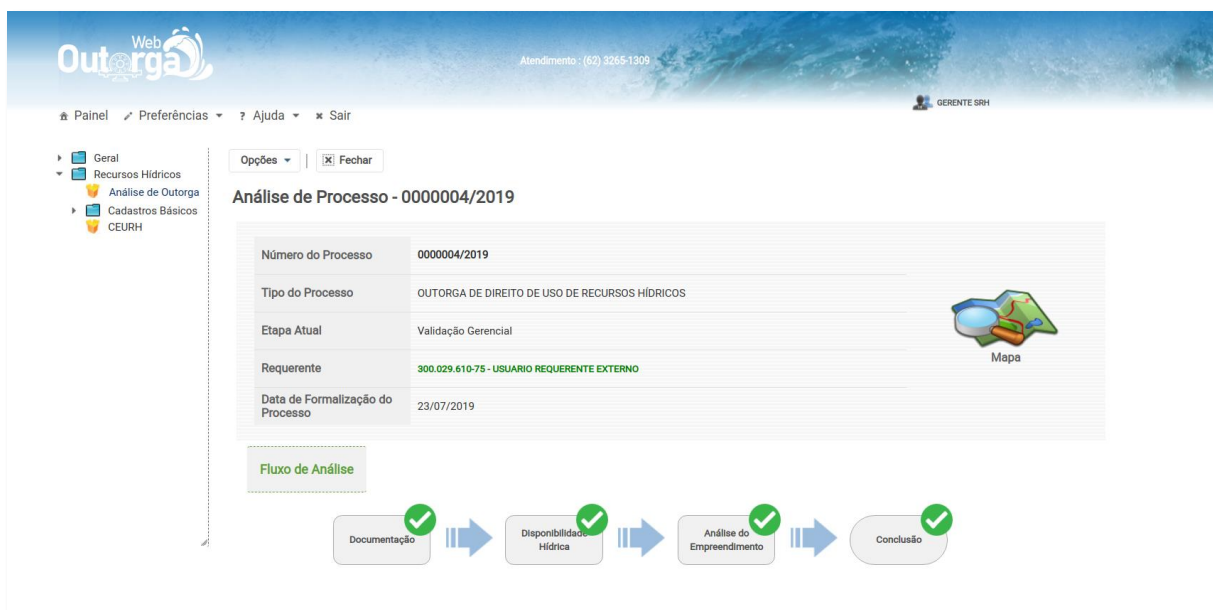 Web
Outorga
Atendimento : (62) 3265-1309
GERENTE SRH
Painel Preferências ? Ajuda Sair
Geral
Recursos Hídricos
Análise de Outorga
Cadastros Básicos
CEURH
Opções | Fechar
Análise de Processo - 0000004/2019
Número do Processo 0000004/2019
Tipo do Processo OUTORGA DE DIREITO DE USO DE RECURSOS HÍDRICOS
Etapa Atual Validação Gerencial
Requerente 300.029.610-75 - USUARIO REQUERENTE EXTERNO
Data de Formalização do
Processo 23/07/2019
Mapa
Fluxo de Análise
Documentação
Disponibilidade
Hídrica
Análise do
Empreendimento
Conclusão